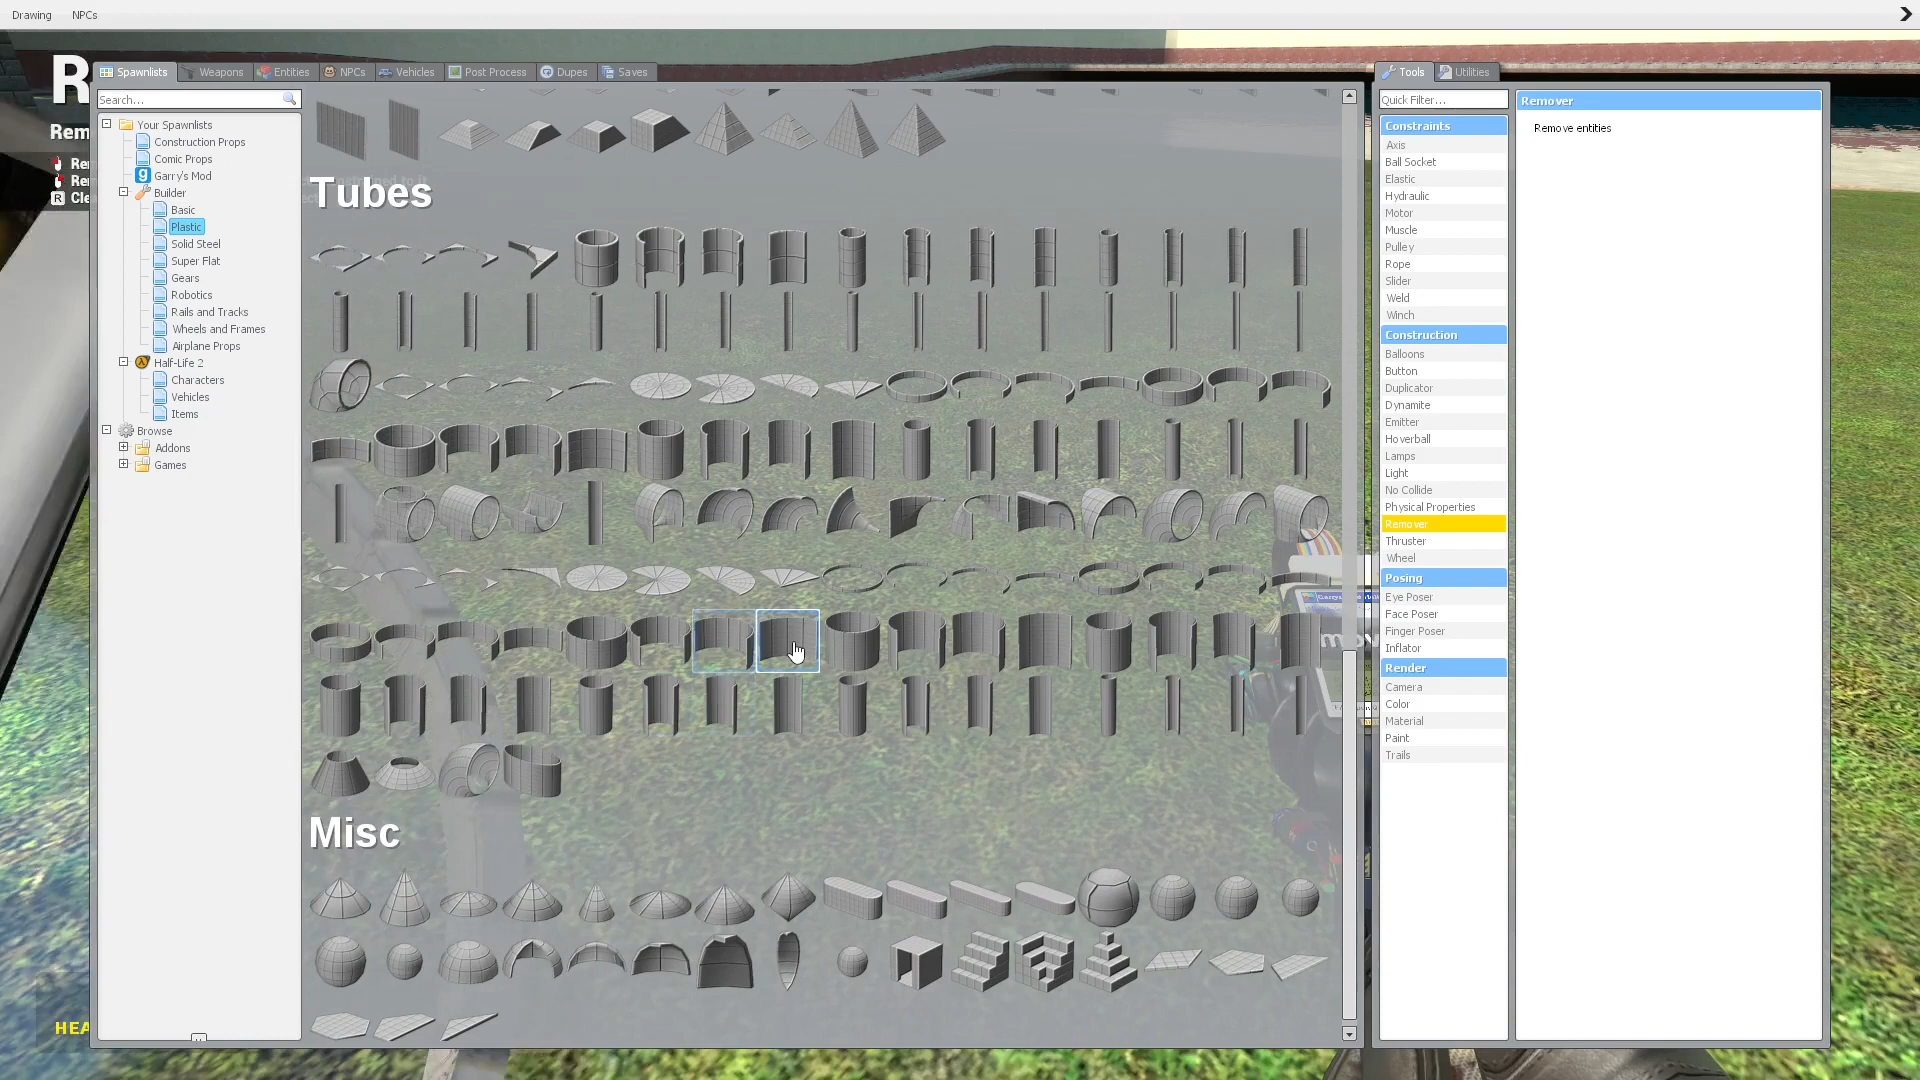 Drawing NPCs
Spawnlists Weapons Entities NPCs Vehicles Post Process Dupes Saves
Search...
Your Spawnlists
Construction Props
Comic Props
Garry's Mod
Builder
Basic
Plastic
Solid Steel
Super Flat
Gears
Robotics
Rails and Tracks
Wheels and Frames
Airplane Props
Half-Life 2
Characters
Vehicles
Items
Browse
Addons
Games
R
Rem
Rem
Rem
R Cle
HEA
Tubes
Misc
Tools Utilities
Quick Filter...
Constraints
Axis
Ball Socket
Elastic
Hydraulic
Motor
Muscle
Pulley
Rope
Slider
Weld
Winch
Construction
Balloons
Button
Duplicator
Dynamite
Emitter
Hoverball
Lamps
Light
No Collide
Physical Properties
Remover
Thruster
Wheel
Posing
Eye Poser
Face Poser
Finger Poser
Inflator
Render
Camera
Color
Material
Paint
Trails
Remover
Remove entities